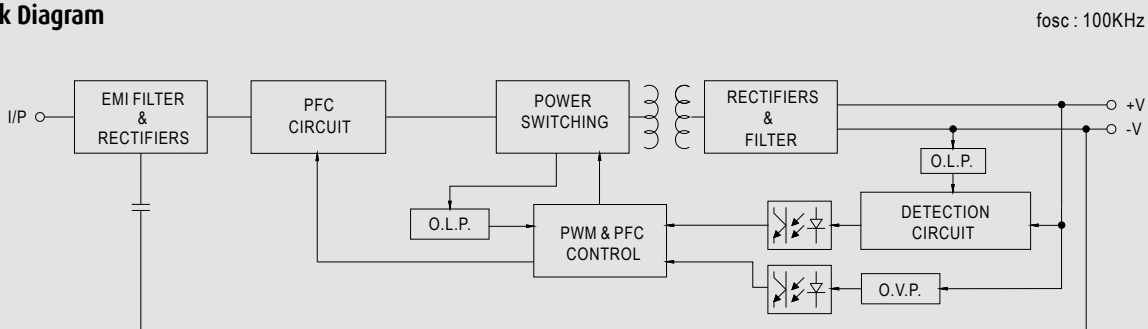 k Diagram
fosc : 100KHz
I/P
EMI FILTER
&
RECTIFIERS
PFC
CIRCUIT
POWER
SWITCHING
RECTIFIERS
&
FILTER
+V
-V
O.L.P.
O.L.P.
PWM & PFC
CONTROL
DETECTION
CIRCUIT
O.V.P.